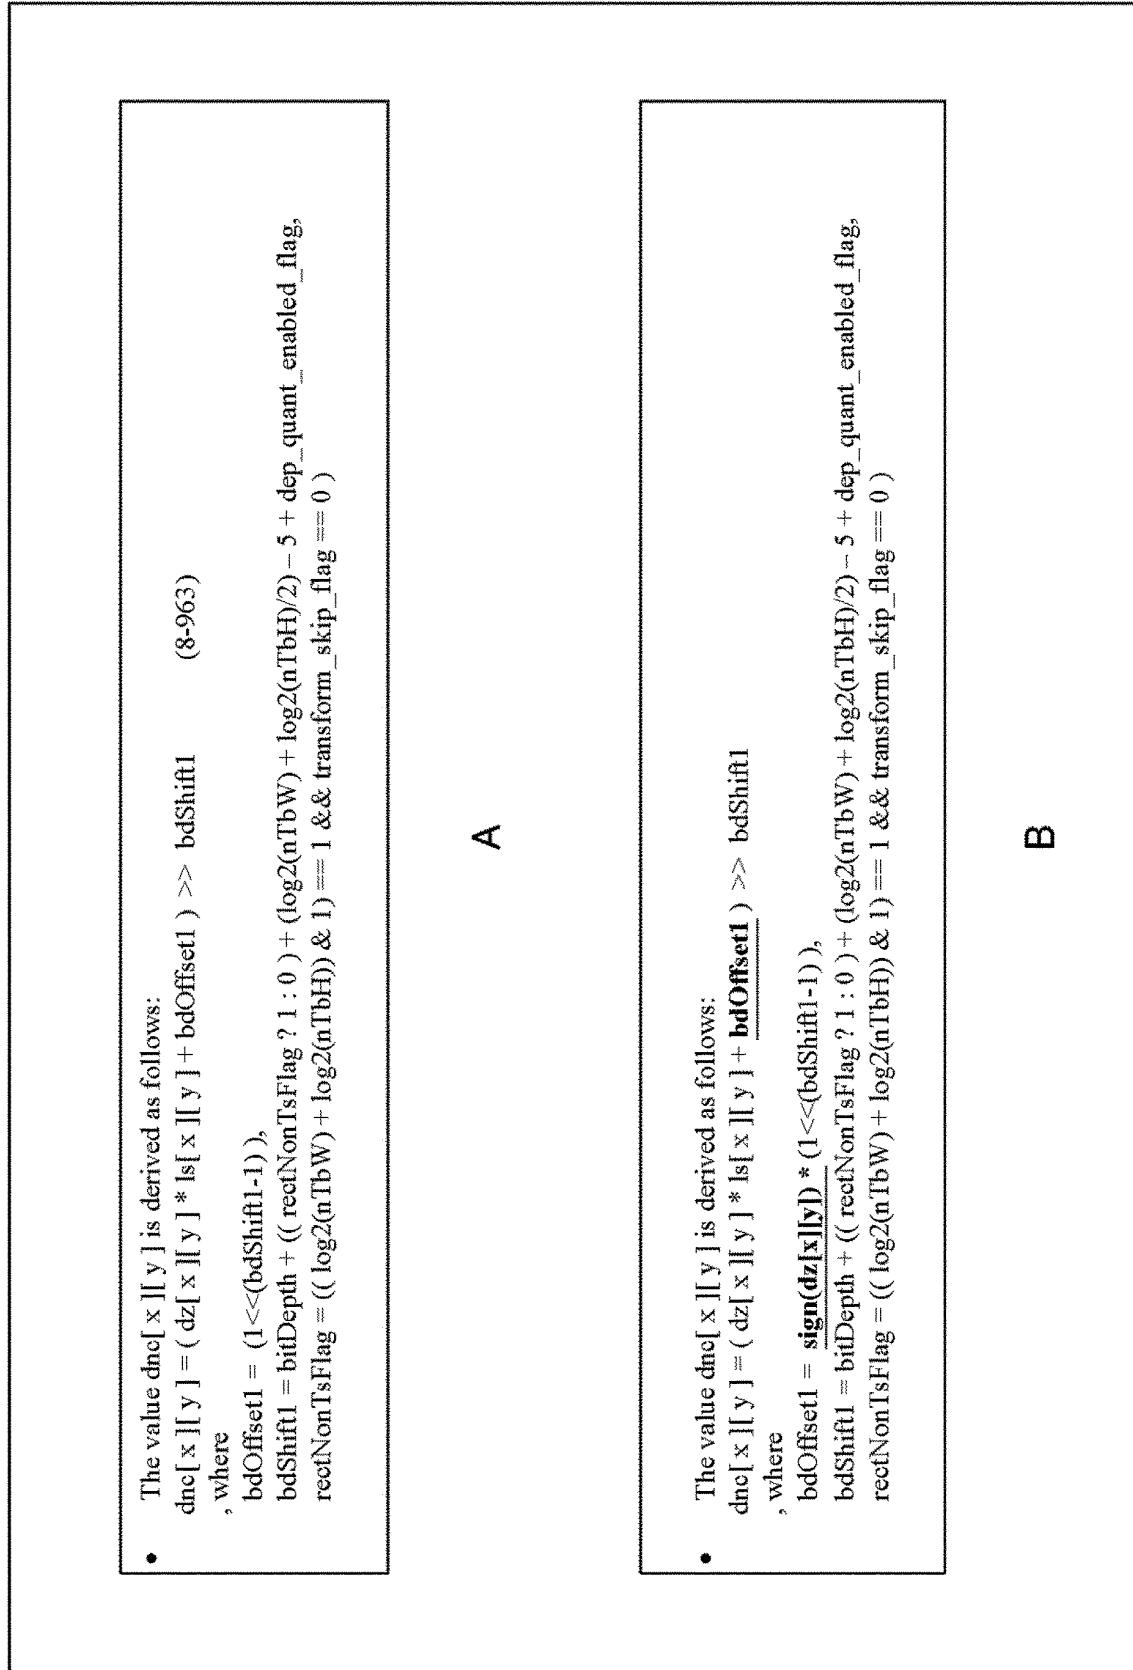 • The value dnc[ x ][ y ] is derived as follows:
dnc[ x ][ y ] = ( dz[ x ][ y ] * ls[ x ][ y ] + bdOffset1 ) >> bdShift1 (8-963)
, where
bdOffset1 = (1<<(bdShift1-1) ),
bdShift1 = bitDepth + (( rectNonTsFlag ? 1 : 0 ) + (log2(nTbW) + log2(nTbH)/2) – 5 + dep_quant_enabled_flag,
rectNonTsFlag = (( log2(nTbW) + log2(nTbH)) & 1) == 1 && transform_skip_flag == 0 )
A
• The value dnc[ x ][ y ] is derived as follows:
dnc[ x ][ y ] = ( dz[ x ][ y ] * ls[ x ][ y ] + bdOffset1 ) >> bdShift1
, where
bdOffset1 = sign(dz[x][y]) * (1<<(bdShift1-1) ),
bdShift1 = bitDepth + (( rectNonTsFlag ? 1 : 0 ) + (log2(nTbW) + log2(nTbH)/2) – 5 + dep_quant_enabled_flag,
rectNonTsFlag = (( log2(nTbW) + log2(nTbH)) & 1) == 1 && transform_skip_flag == 0 )
B